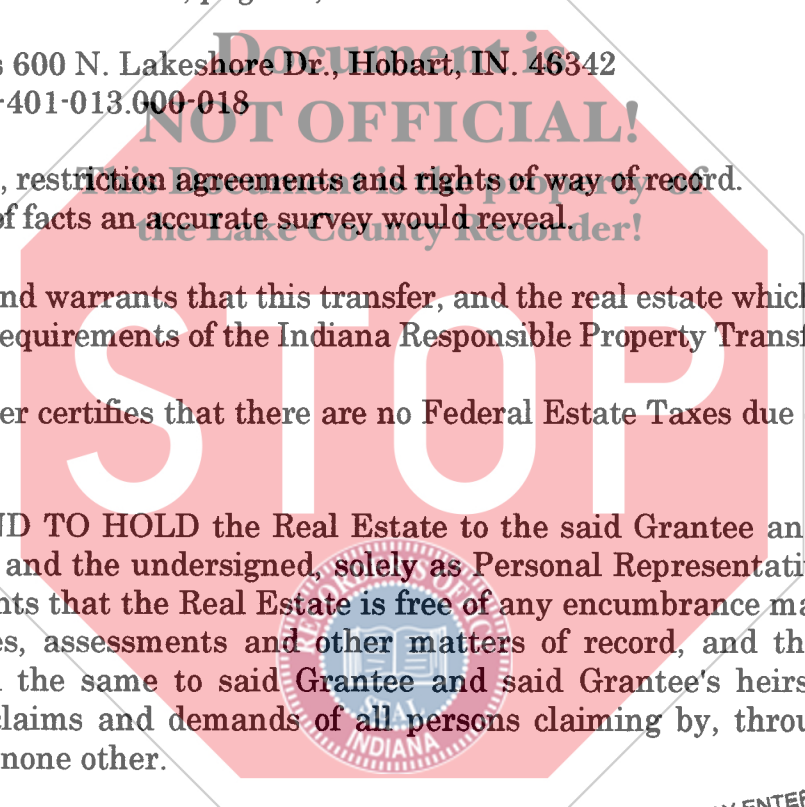 Document is
s 600 N. Lakeshore Dr., Hobart, IN. 46342
-401-013.000-018
NOT OFFICIAL!
, restriction agreements and rights of way of record.
This Document is the property of
of facts an accurate survey would reveal.
the Lake County Recorder!
nd warrants that this transfer, and the real estate which
equirements of the Indiana Responsible Property Transf
STOP
er certifies that there are no Federal Estate Taxes due
ND TO HOLD the Real Estate to the said Grantee an
and the undersigned, solely as Personal Representati
nts that the Real Estate is free of any encumbrance ma
es, assessments and other matters of record, and th
the same to said Grantee and said Grantee's heirs
claims and demands of all persons claiming by, throu
none other.
SEAL
INDIANA